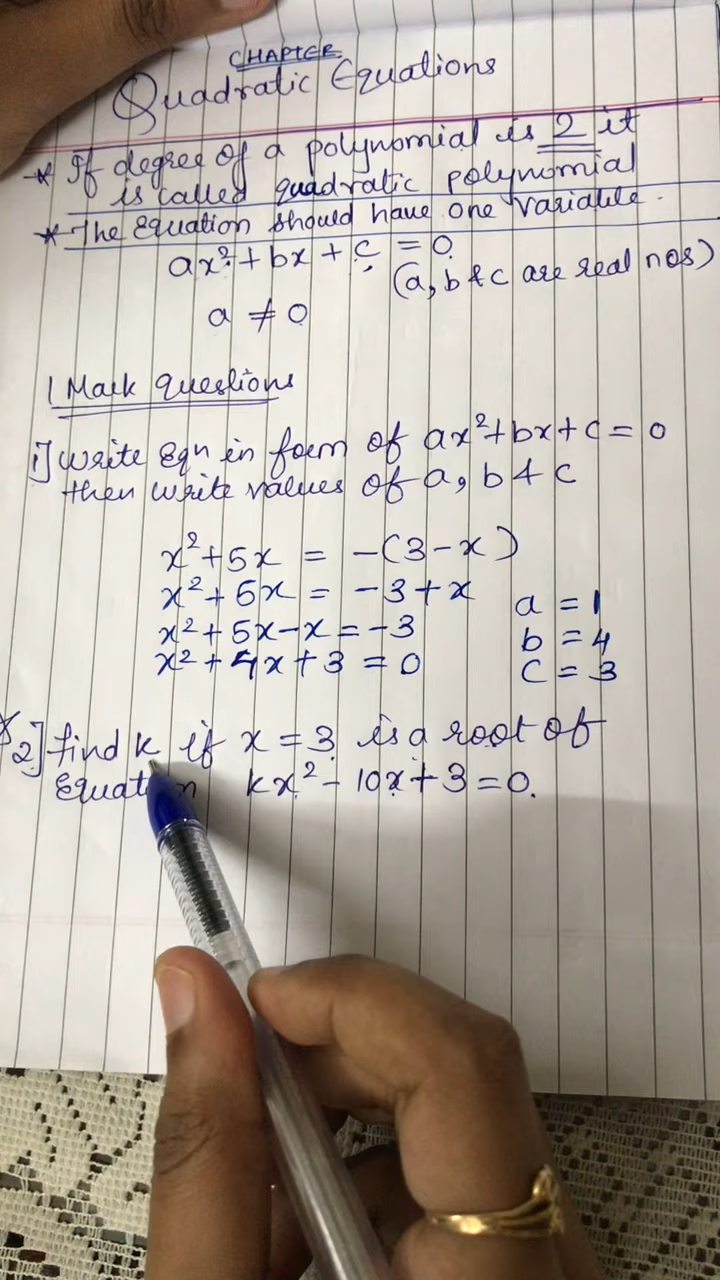 CHAPTER
Quadratic Equations
* If degree of a polynomial is 2 it
is called quadratic polynomial
* The Equation should have one variable.
ax²+bx+c=0
(a, b & c are real nos)
a ≠ 0
1 Mark Questions
1] Write Eqn in form of ax²+bx+c=0
then write values of a, b & c
x²+5x = -(3-x)
x²+5x = -3+x
x²+5x-x=-3
x²+4x+3=0
a=1
b=4
c=3
* 2] find k if x=3 is a root of
Equation kx²-10x+3=0.